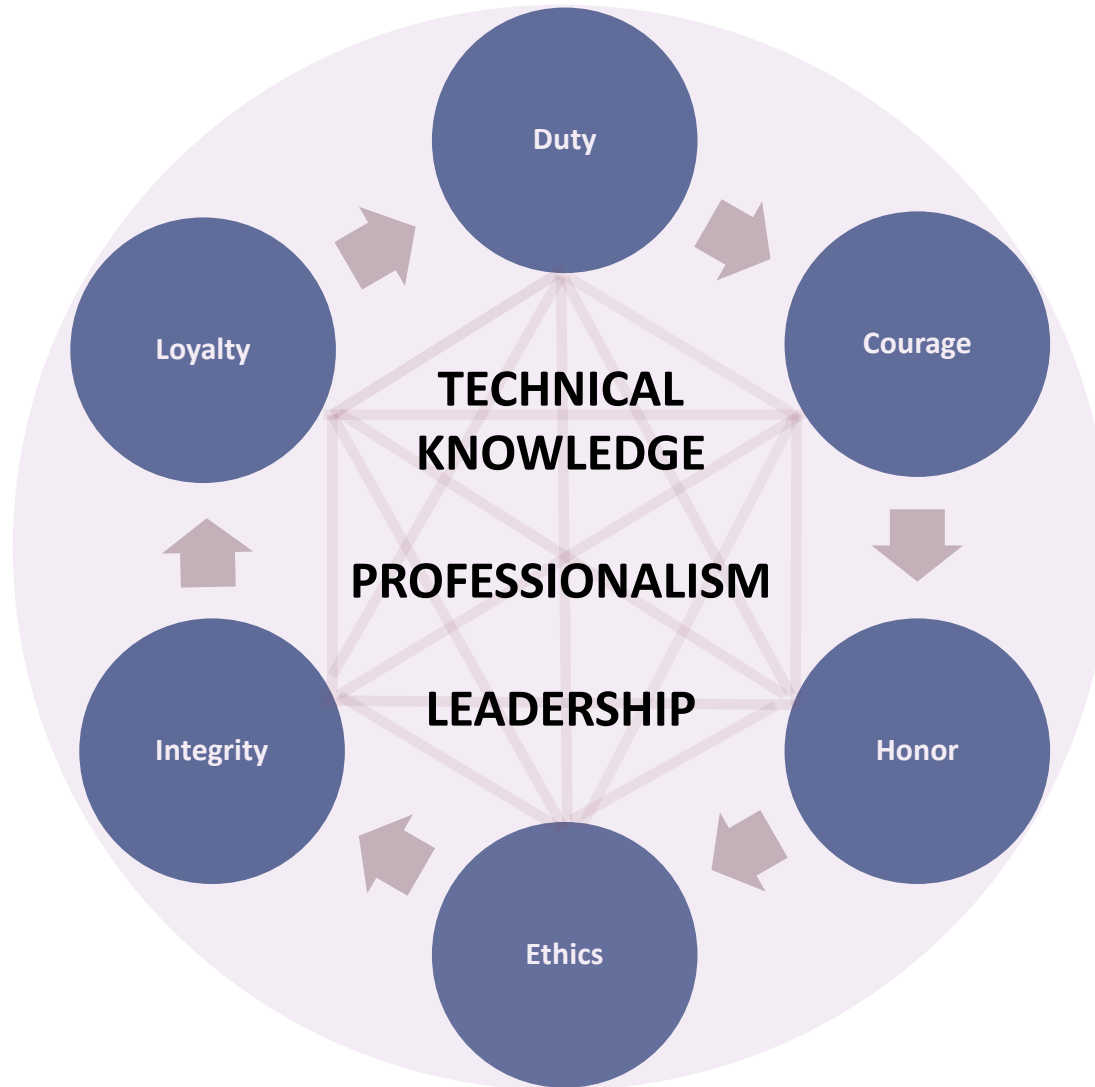 Duty
Loyalty
Courage
TECHNICAL
KNOWLEDGE
PROFESSIONALISM
LEADERSHIP
Integrity
Honor
Ethics